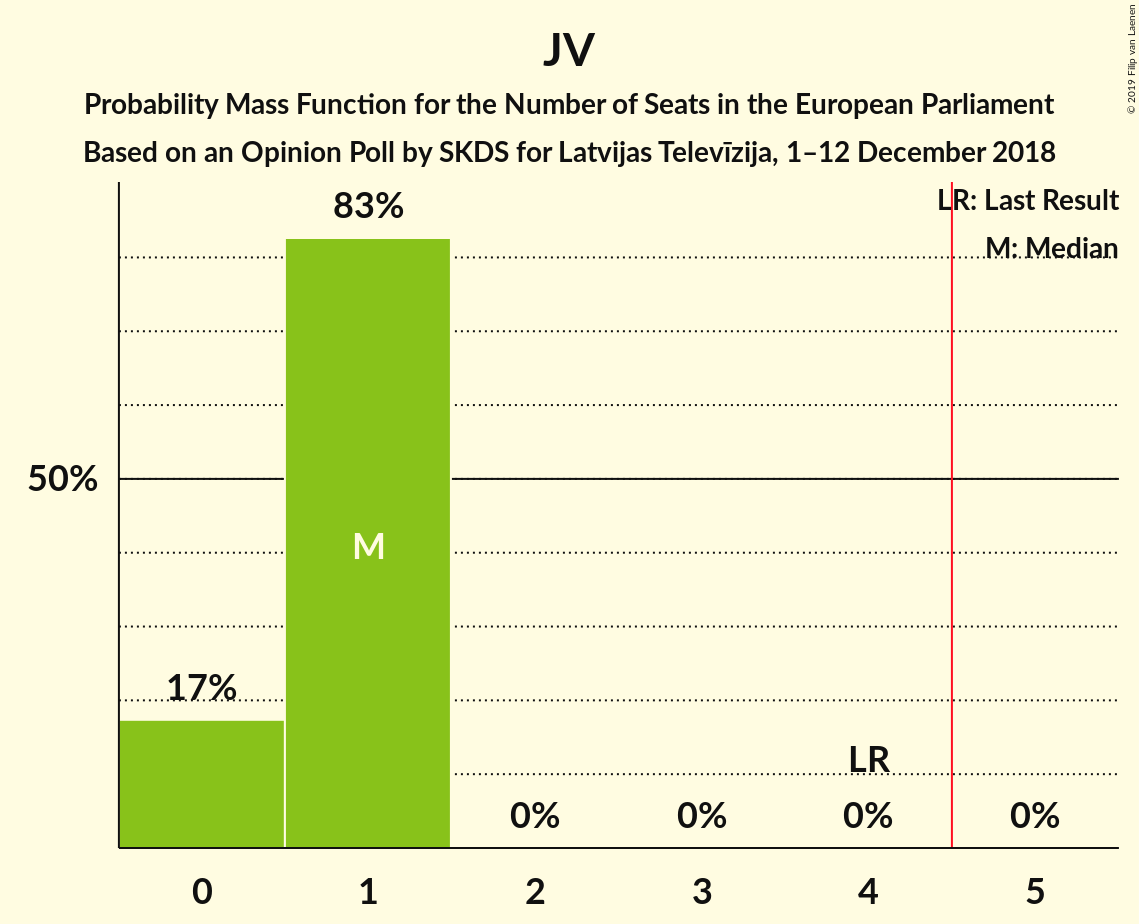 JV
Probability Mass Function for the Number of Seats in the European Parliament
Based on an Opinion Poll by SKDS for Latvijas Televīzija, 1–12 December 2018
© 2019 Filip van Laenen
LR: Last Result
M: Median
83%
50%
M
17%
LR
0% 0% 0% 0%
0 1 2 3 4 5